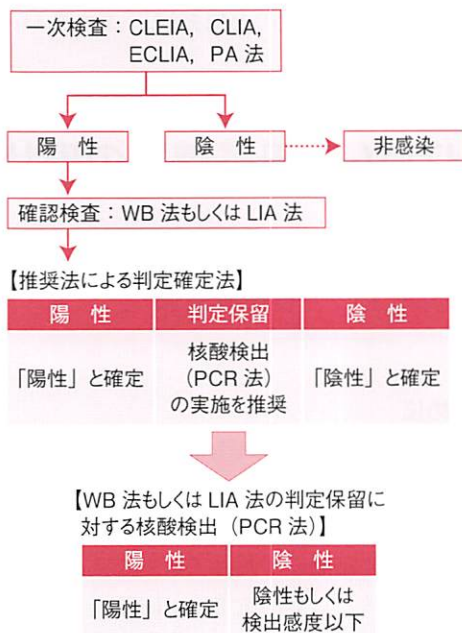 一次検査：CLEIA, CLIA,
ECLIA, PA 法
陽 性
陰 性
非感染
確認検査：WB 法もしくは LIA 法
【推奨法による判定確定法】
陽 性 判定保留 陰 性
「陽性」と確定
核酸検出
（PCR 法）
の実施を推奨
「陰性」と確定
【WB 法もしくは LIA 法の判定保留に
対する核酸検出（PCR 法）】
陽 性 陰 性
「陽性」と確定
陰性もしくは
検出感度以下